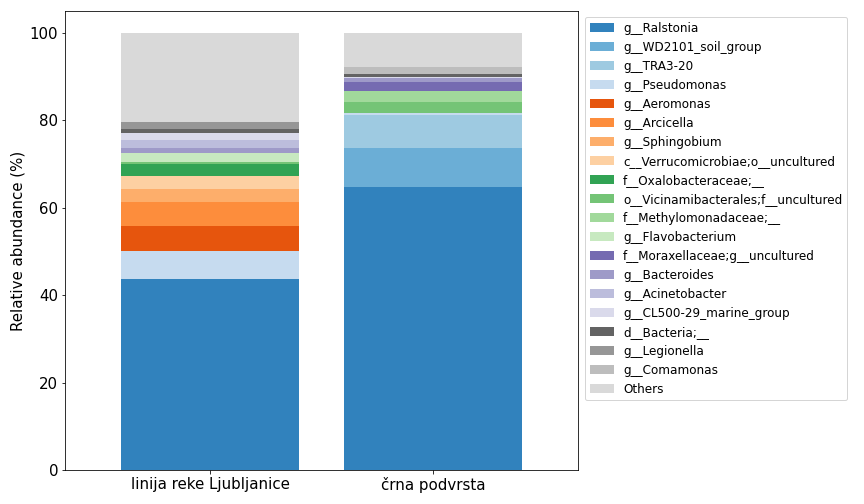 100
80
60
40
20
0
Relative abundance (%)
linija reke Ljubljanice
črna podvrsta
g__Ralstonia
g__WD2101_soil_group
g__TRA3-20
g__Pseudomonas
g__Aeromonas
g__Arcicella
g__Sphingobium
c__Verrucomicrobiae;o__uncultured
f__Oxalobacteraceae;__
o__Vicinamibacterales;f__uncultured
f__Methylomonadaceae;__
g__Flavobacterium
f__Moraxellaceae;g__uncultured
g__Bacteroides
g__Acinetobacter
g__CL500-29_marine_group
d__Bacteria;__
g__Legionella
g__Comamonas
Others